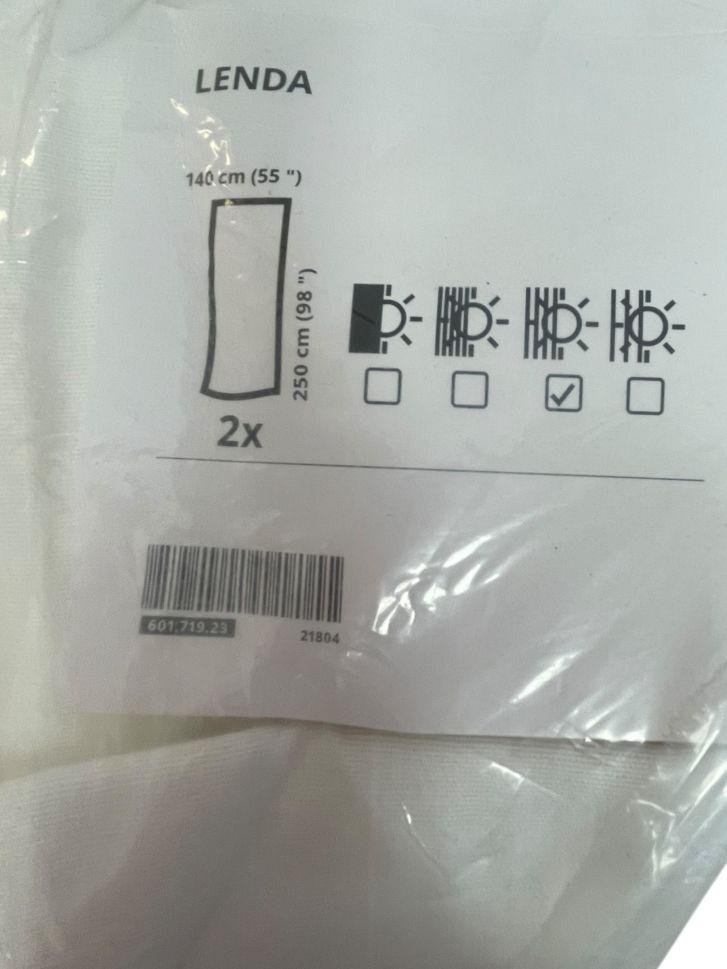 LENDA
140 cm (55 ")
250 cm (98 ")
2x
601.719.23
21804